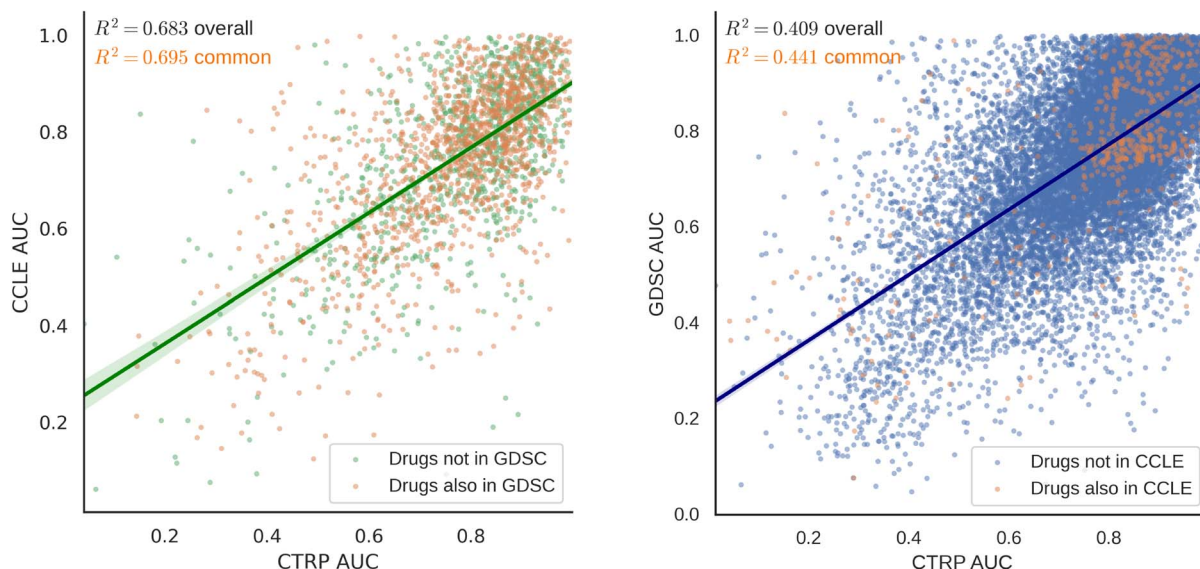 R² = 0.683 overall
R² = 0.695 common
1.0
0.8
0.6
0.4
0.2
CCLE AUC
Drugs not in GDSC
Drugs also in GDSC
0.2 0.4 0.6 0.8
CTRP AUC
R² = 0.409 overall
R² = 0.441 common
1.0
0.8
0.6
0.4
0.2
0.0
GDSC AUC
Drugs not in CCLE
Drugs also in CCLE
0.2 0.4 0.6 0.8
CTRP AUC